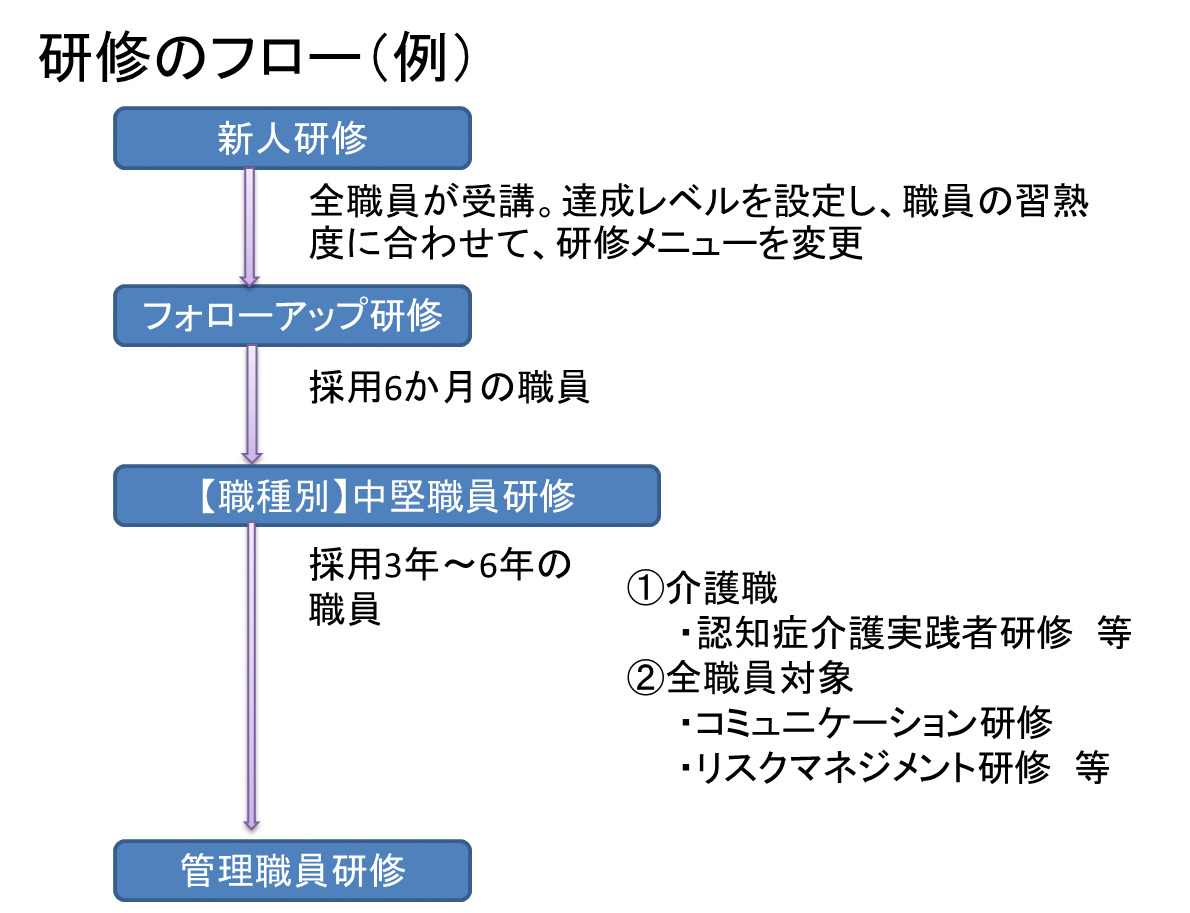 研修のフロー（例）
新人研修
全職員が受講。達成レベルを設定し、職員の習熟
度に合わせて、研修メニューを変更
フォローアップ研修
採用6か月の職員
【職種別】中堅職員研修
採用3年～6年の
職員
①介護職
・認知症介護実践者研修　等
②全職員対象
・コミュニケーション研修
・リスクマネジメント研修　等
管理職員研修